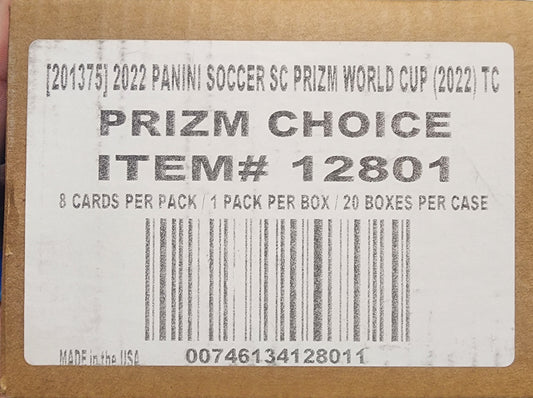 [201375] 2022 PANINI SOCCER SC PRIZM WORLD CUP (2022) TC
PRIZM CHOICE
ITEM# 12801
8 CARDS PER PACK / 1 PACK PER BOX / 20 BOXES PER CASE
MADE in the USA
00746134128011